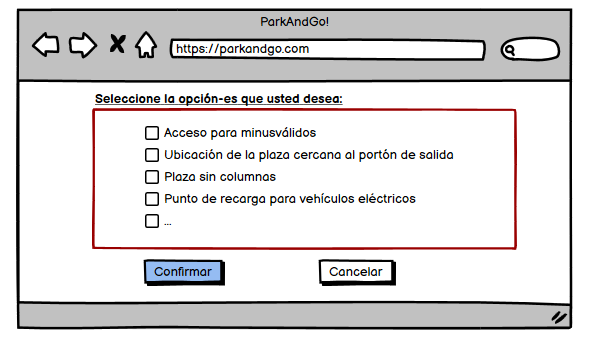 ParkAndGo!
https://parkandgo.com
Seleccione la opción-es que usted desea:
Acceso para minusválidos
Ubicación de la plaza cercana al portón de salida
Plaza sin columnas
Punto de recarga para vehículos eléctricos
...
Confirmar
Cancelar